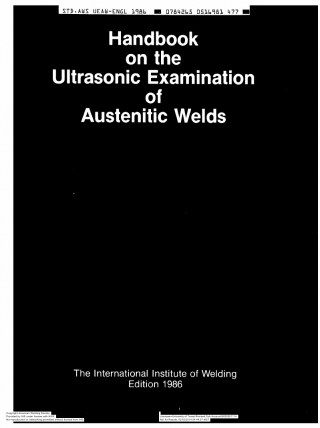 STD.AWS UEAW-ENGL 1986 ■ 0784265 0516981 477 ■
Handbook
on the
Ultrasonic Examination
of
Austenitic Welds
The International Institute of Welding
Edition 1986